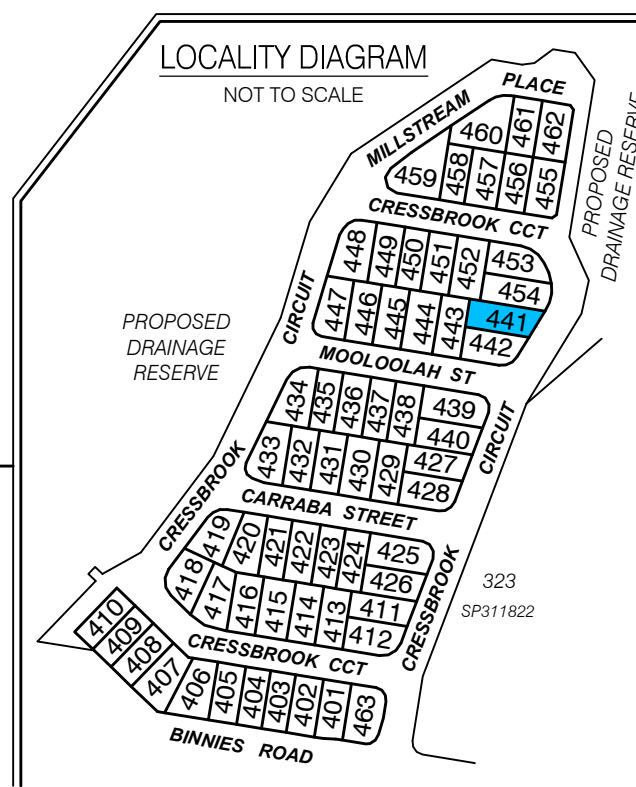 LOCALITY DIAGRAM
NOT TO SCALE
MILLSTREAM PLACE
461 462
460
459 458 457 456 455
CRESSBROOK CCT
PROPOSED
DRAINAGE RESERVE
448 449 450 451 452 453
454
447 446 445 444 443 441
442
CIRCUIT
PROPOSED
DRAINAGE
RESERVE
MOOLOOLAH ST
434 435 436 437 438 439
440
433 432 431 430 429 427
428
CIRCUIT
CRESSBROOK
CARRABA STREET
419 420 421 422 423 424 425
426
418 417 416 415 414 413 411
412
CRESSBROOK
323
SP311822
CRESSBROOK CCT
410
409
408
407 406 405 404 403 402 401 463
BINNIES ROAD